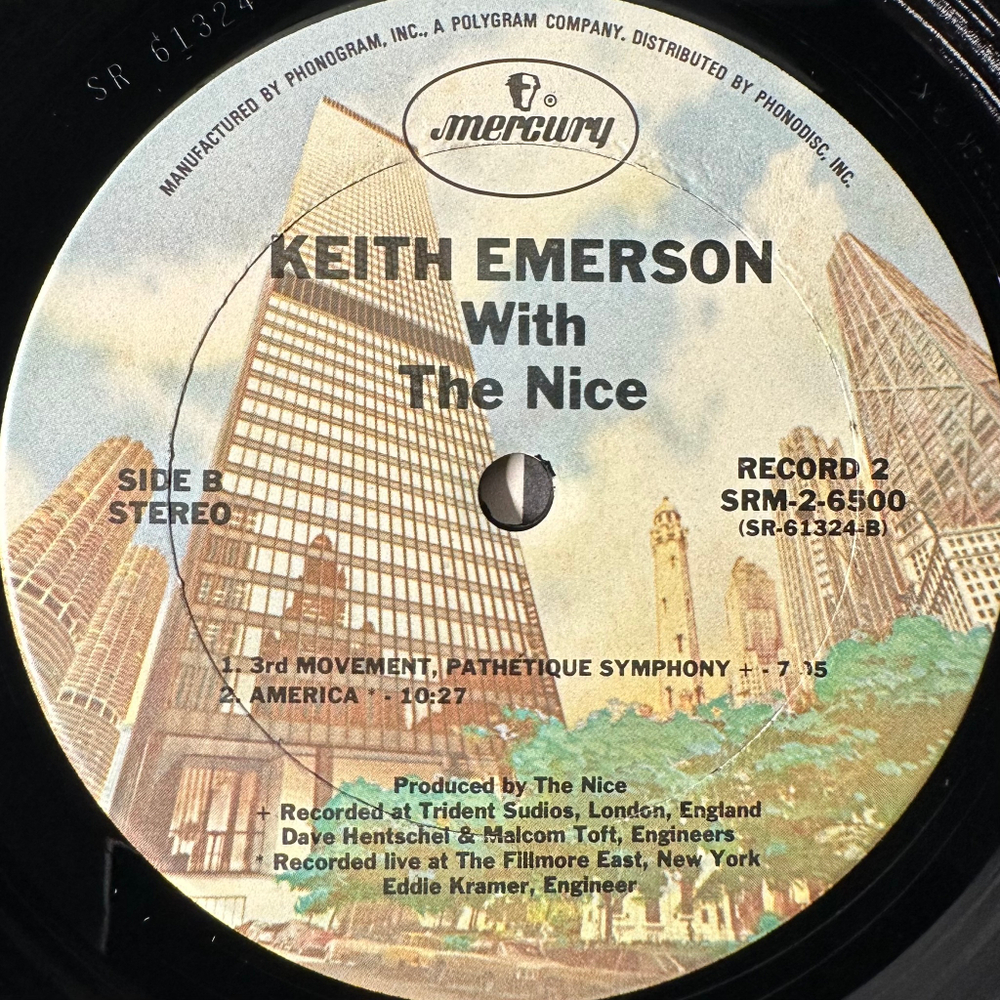 SR 61324
MANUFACTURED BY PHONOGRAM, INC., A POLYGRAM COMPANY. DISTRIBUTED BY PHONODISC, INC.
mercury
KEITH EMERSON
With
The Nice
SIDE B
STEREO
RECORD 2
SRM-2-6500
(SR-61324-B)
1. 3rd MOVEMENT, PATHÉTIQUE SYMPHONY + - 7 05
2. AMERICA * - 10:27
Produced by The Nice
+ Recorded at Trident Sudios, London, England
Dave Hentschel & Malcom Toft, Engineers
* Recorded live at The Fillmore East, New York
Eddie Kramer, Engineer